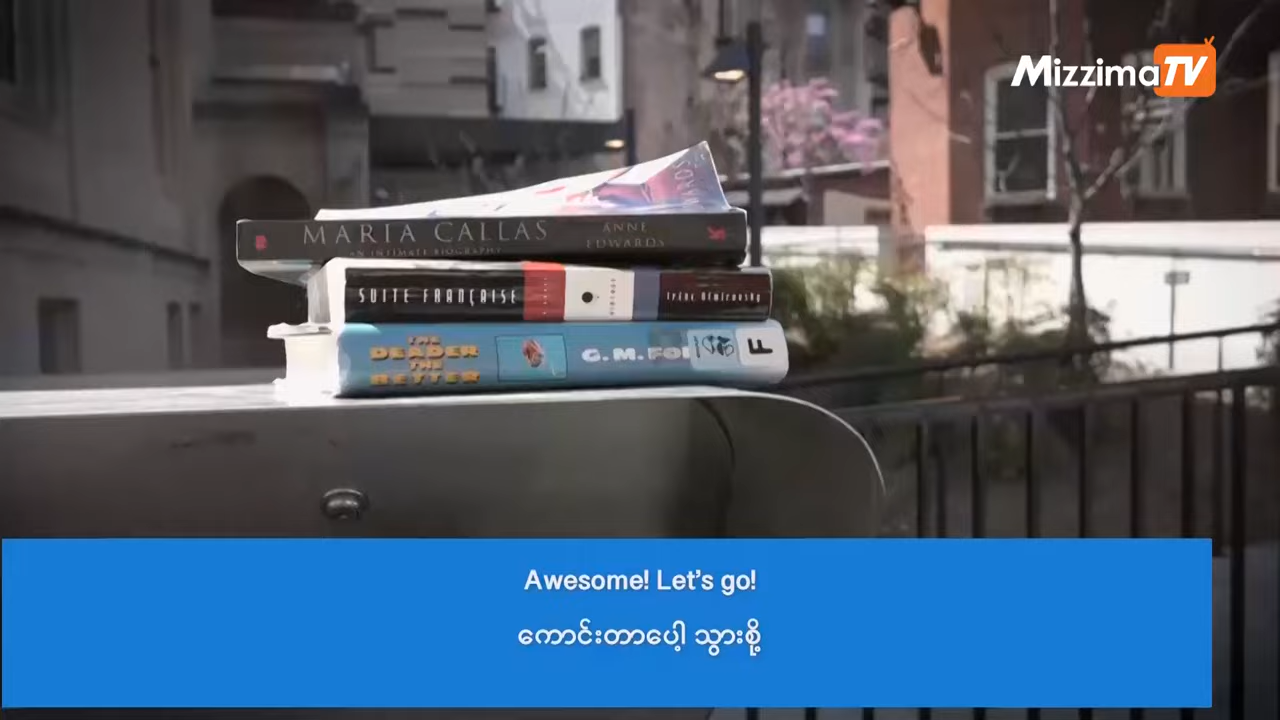 MizzimaTV
WARDS
MARIA CALLAS
AN INTIMATE BIOGRAPHY
ANNE
EDWARDS
SUITE FRANÇAISE
Irène Némirovsky
THE
DEADER
THE
BETTER
G.M. FO
F
Awesome! Let's go!
ကောင်းတာပေါ့ သွားစို့